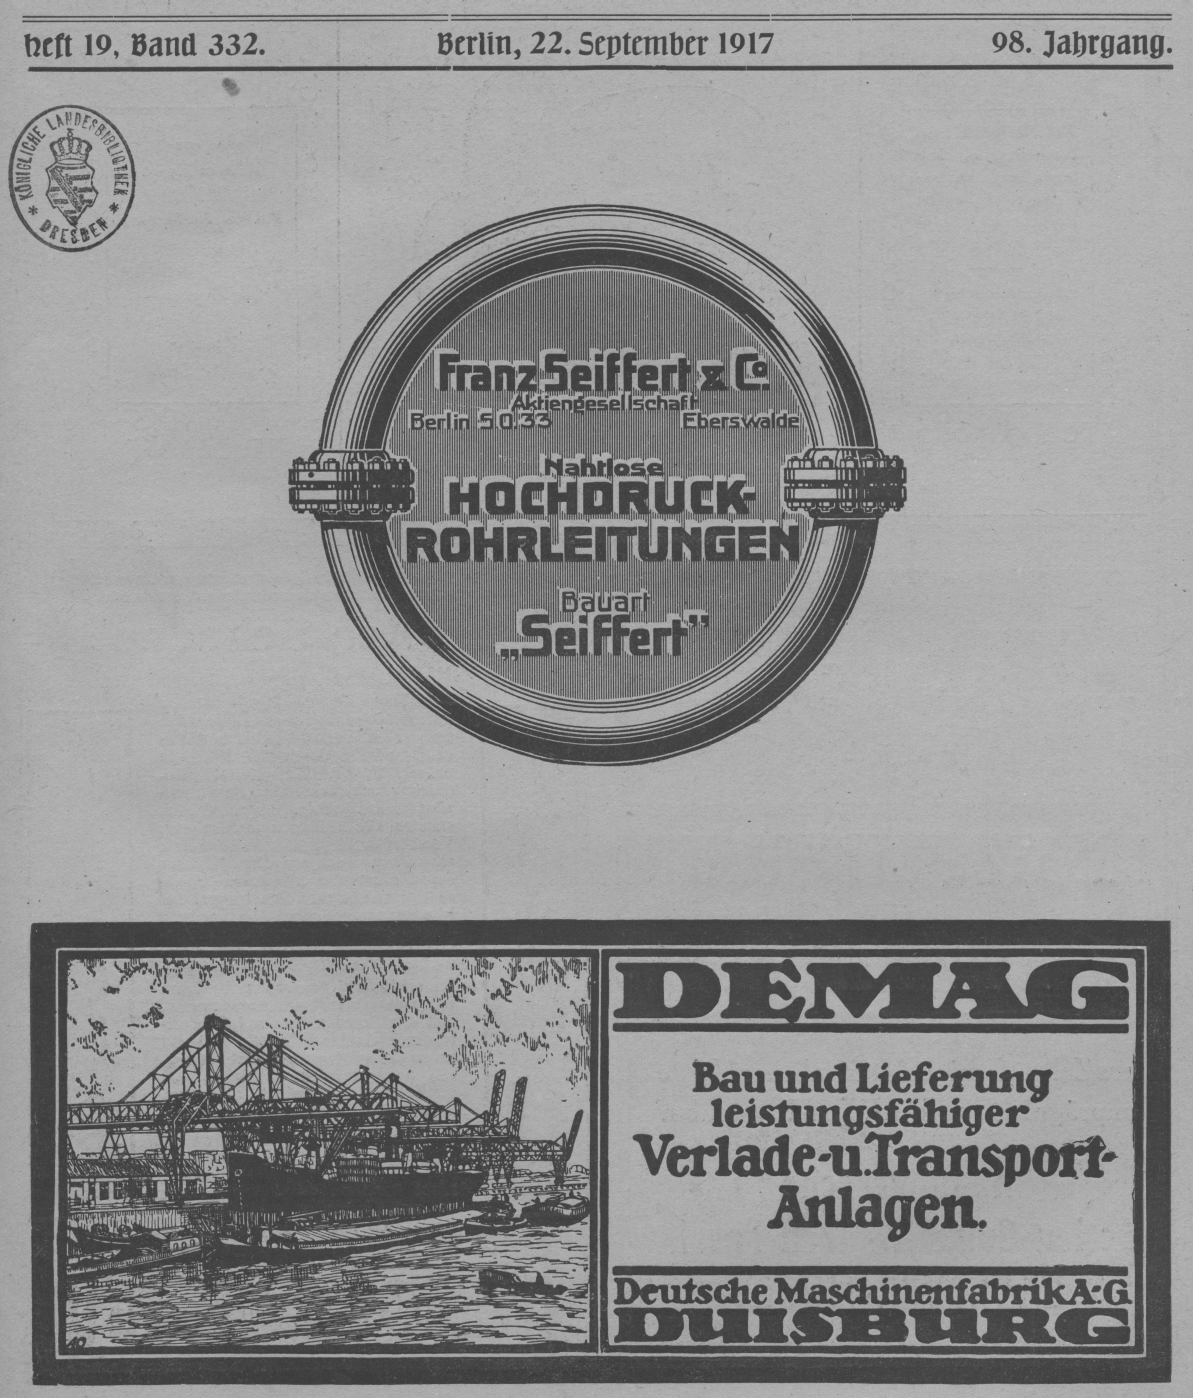 Heft 19, Band 332.
Berlin, 22. September 1917
98. Jahrgang.
KÖNIGLICHE LANDESBIBLIOTHEK
* DRESDEN *
Franz Seiffert & Co.
Aktiengesellschaft
Berlin S.O.33 Eberswalde
Nahtlose
HOCHDRUCK-
ROHRLEITUNGEN
Bauart
„Seiffert”
DEMAG
Bau und Lieferung
leistungsfähiger
Verlade-u.Transport-
Anlagen.
Deutsche Maschinenfabrik A.-G.
DUISBURG